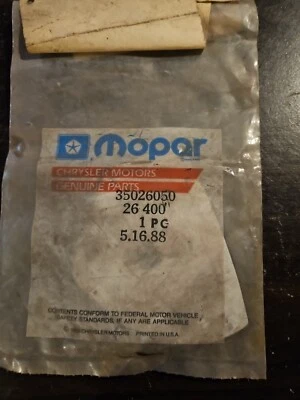 mopar
CHRYSLER MOTORS
GENUINE PARTS
35026050
26 400
1 PG
5.16.88
CONTENTS CONFORM TO FEDERAL MOTOR VEHICLE
SAFETY STANDARDS, IF ANY ARE APPLICABLE
CHRYSLER MOTORS PRINTED IN U.S.A.